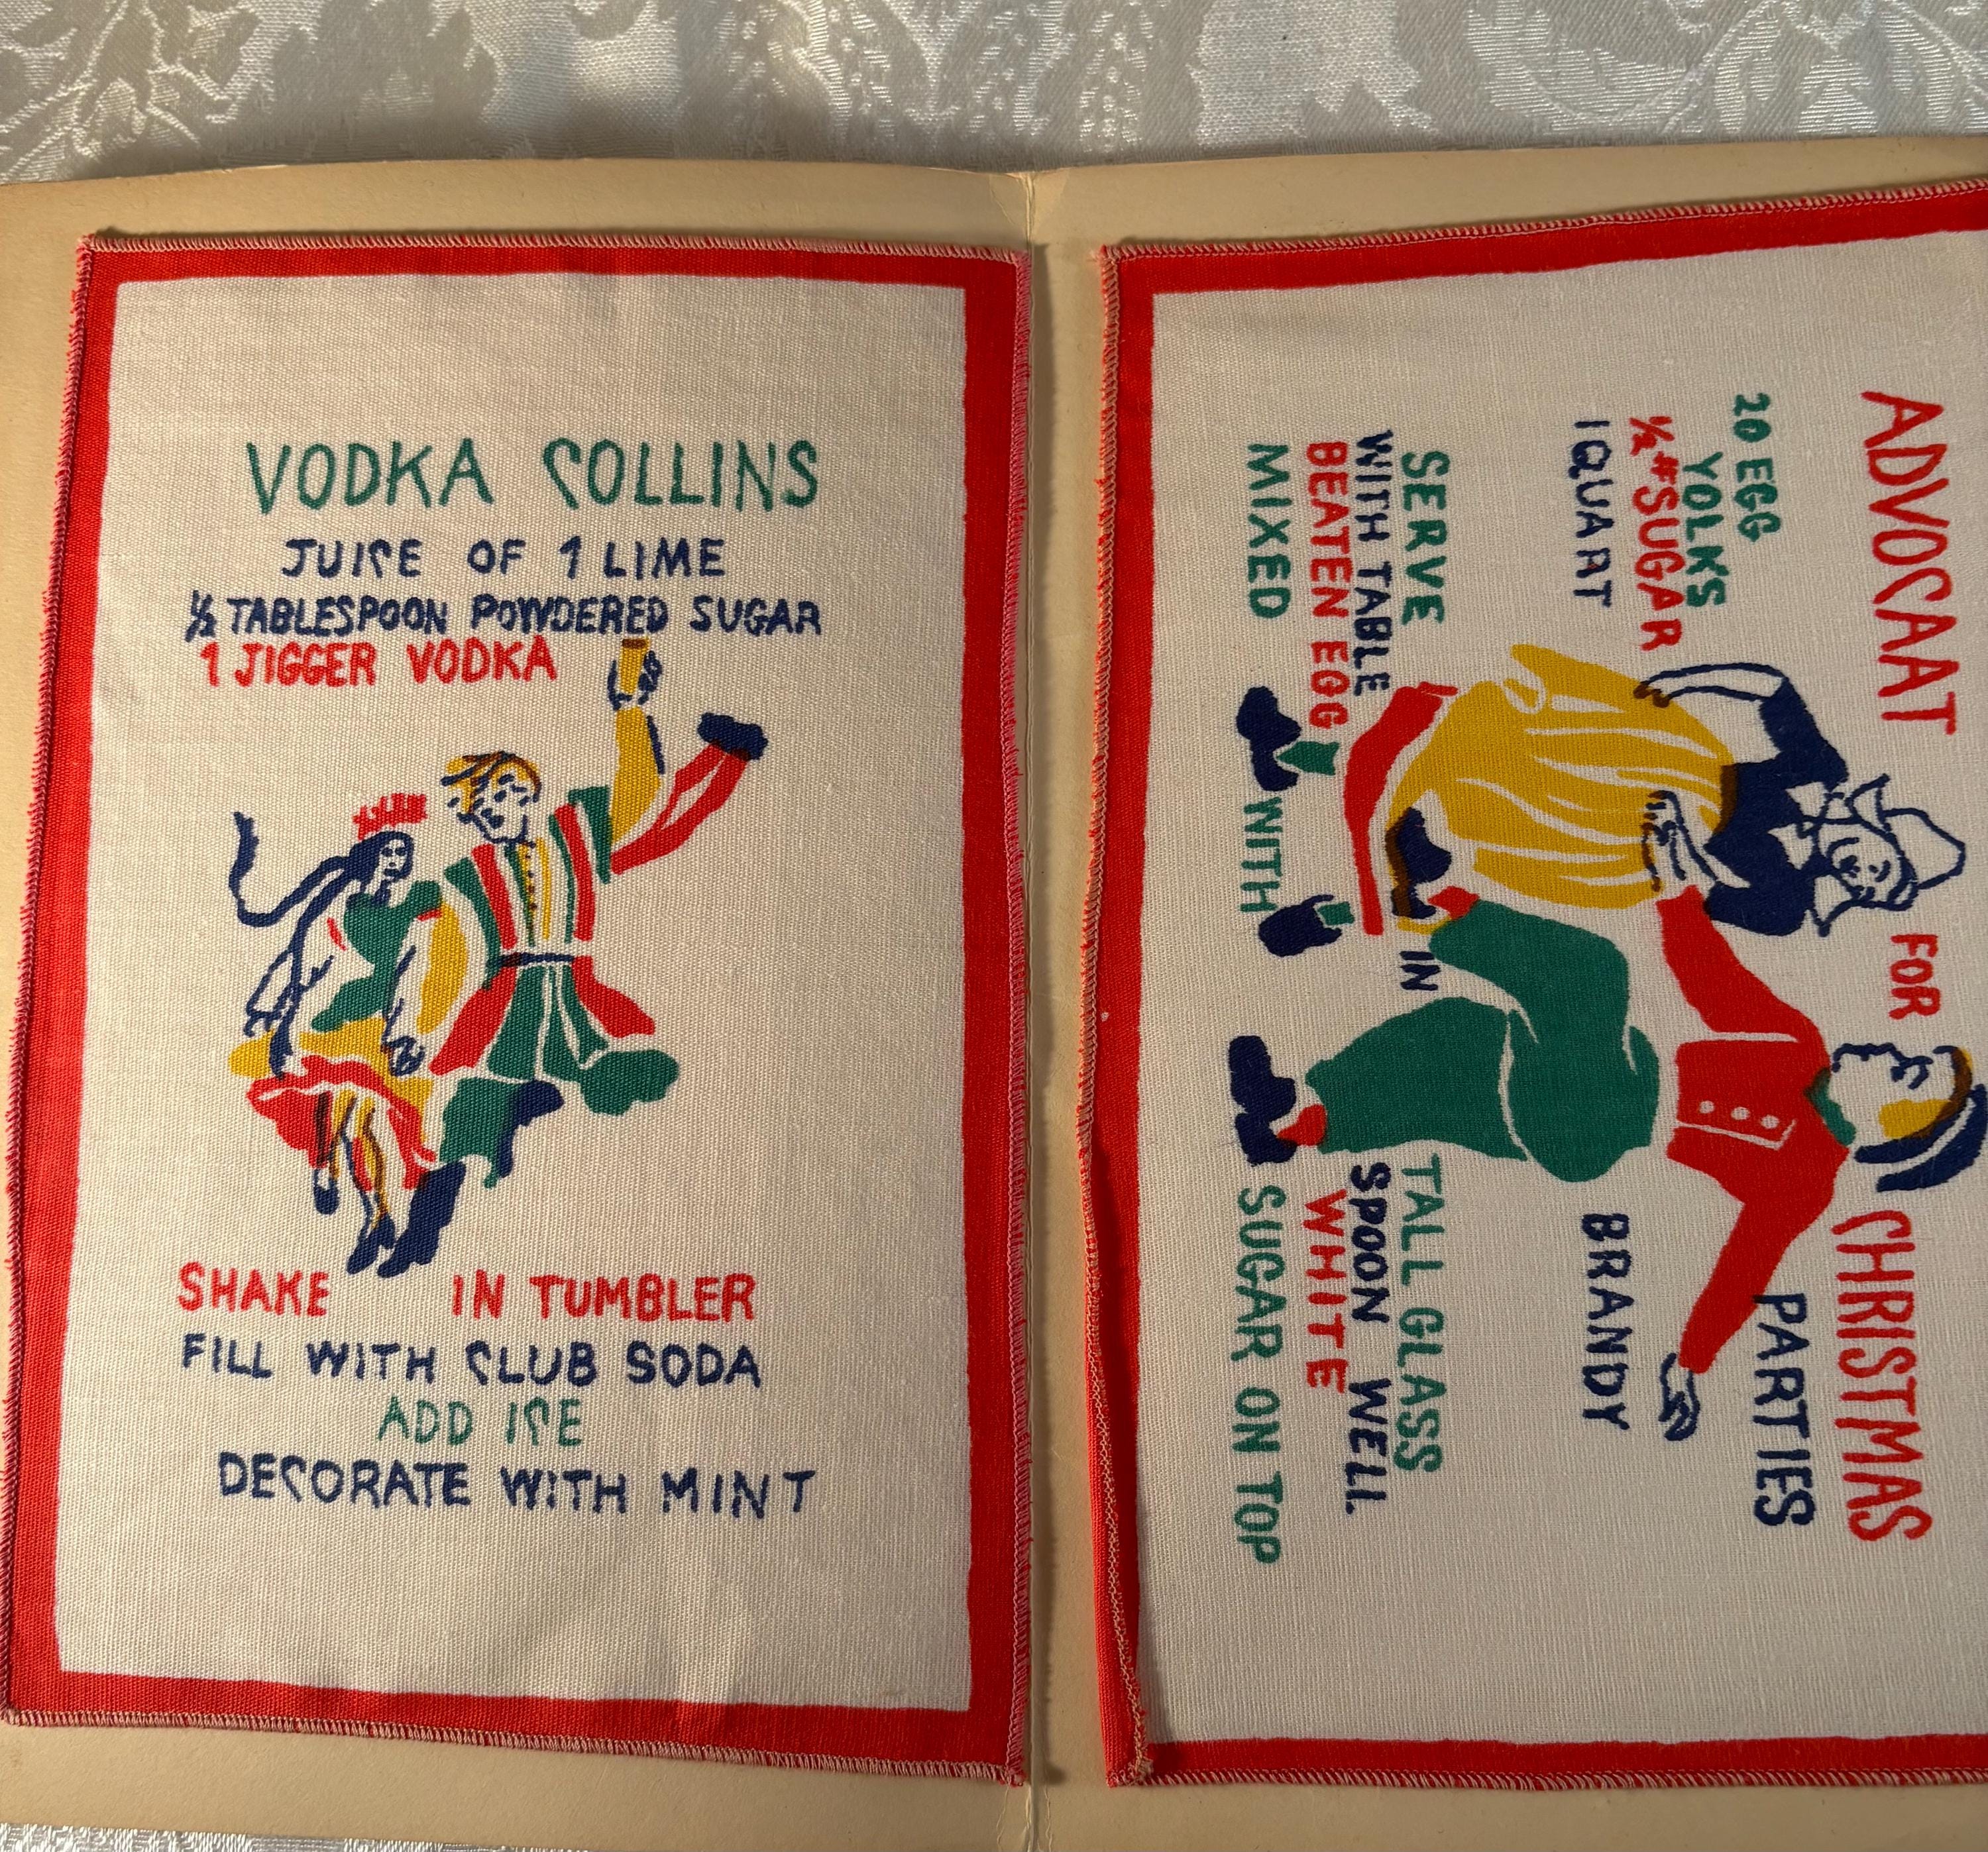 VODKA COLLINS
JUICE OF 1 LIME
½ TABLESPOON POWDERED SUGAR
1 JIGGER VODKA
SHAKE IN TUMBLER
FILL WITH CLUB SODA
ADD ICE
DECORATE WITH MINT
ADVOCAAT FOR CHRISTMAS
20 EGG PARTIES
YOLKS
½ #SUGAR
1 QUART BRANDY
SERVE IN TALL GLASS
WITH TABLE SPOON WELL
BEATEN EGG WHITE
MIXED WITH SUGAR ON TOP